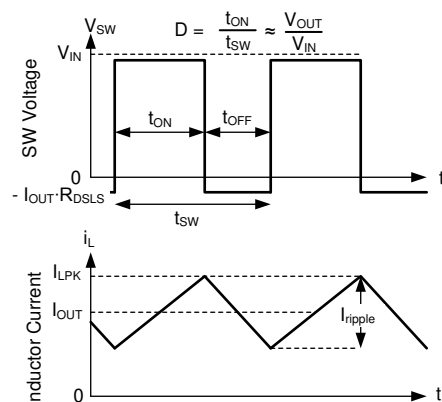 V_SW
D = t_ON / t_SW ≈ V_OUT / V_IN
V_IN
SW Voltage
t_ON
t_OFF
0
t
- I_OUT·R_DSLS
t_SW
i_L
I_LPK
I_OUT
I_ripple
nductor Current
0
t